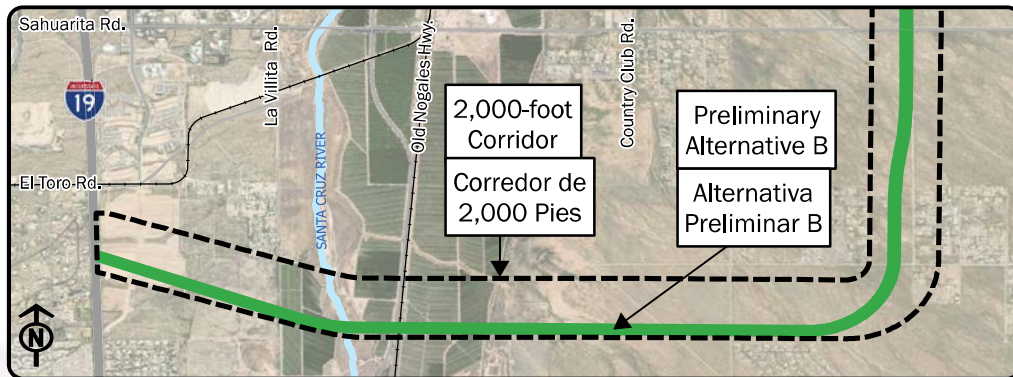 Sahuarita Rd.
INTERSTATE
19
La Villita Rd.
El Toro Rd.
SANTA CRUZ RIVER
Old Nogales Hwy.
2,000-foot
Corridor
Corredor de
2,000 Pies
Country Club Rd.
Preliminary
Alternative B
Alternativa
Preliminar B
N